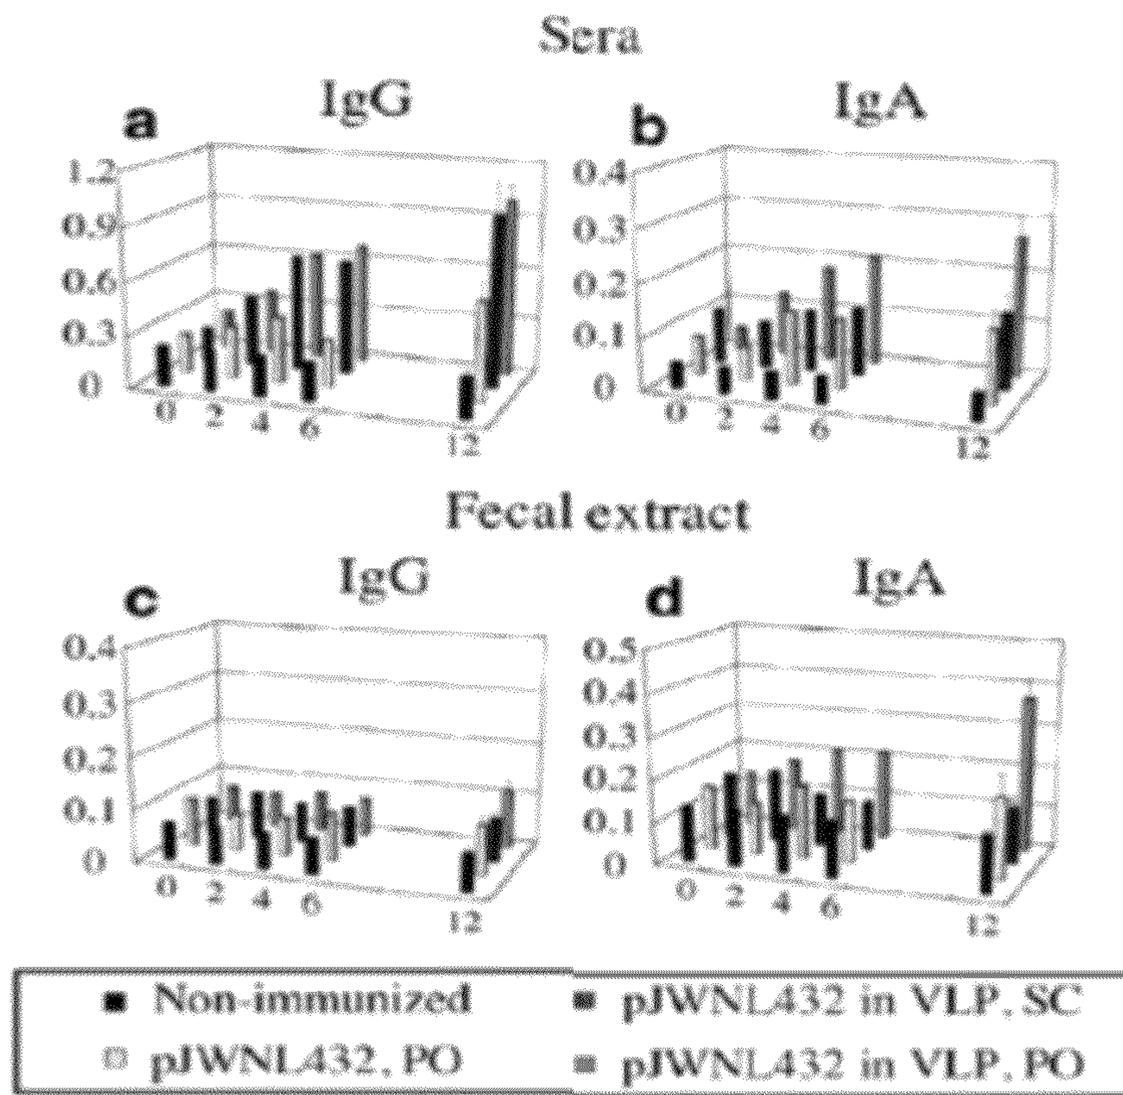 Sera
IgG
IgA
a
b
1.2
0.9
0.6
0.3
0
0 2 4 6 12
0.4
0.3
0.2
0.1
0
0 2 4 6 12
Fecal extract
IgG
IgA
c
d
0.4
0.3
0.2
0.1
0
0 2 4 6 12
0.5
0.4
0.3
0.2
0.1
0
0 2 4 6 12
Non-immunized
pJWNL432 in VLP, SC
pJWNL432, PO
pJWNL432 in VLP, PO